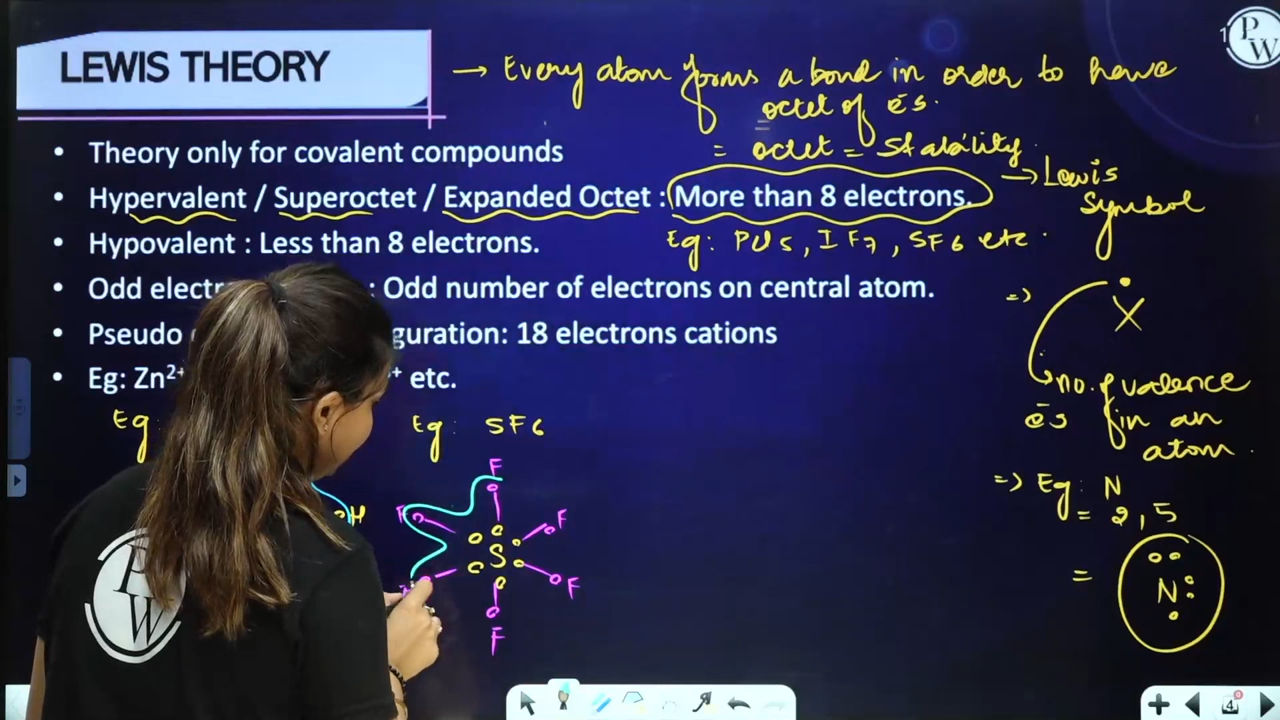 LEWIS THEORY
→ Every atom forms a bond in order to have
octet of e̅s.
= octet = Stability.
• Theory only for covalent compounds
• Hypervalent / Superoctet / Expanded Octet : More than 8 electrons.
→ Lewis
symbol
Eg: PCl5, IF7, SF6 etc.
• Hypovalent : Less than 8 electrons.
• Odd : Odd number of electrons on central atom.
• Pseudo : 18 electrons cations
• Eg: Zn²⁺ etc.
=> X
no. of valence
e̅s in an
atom.
=> Eg: N
= 2, 5
= N
Eg
Eg: SF6
F
F
F
S
F
F
H
PW
PW
4